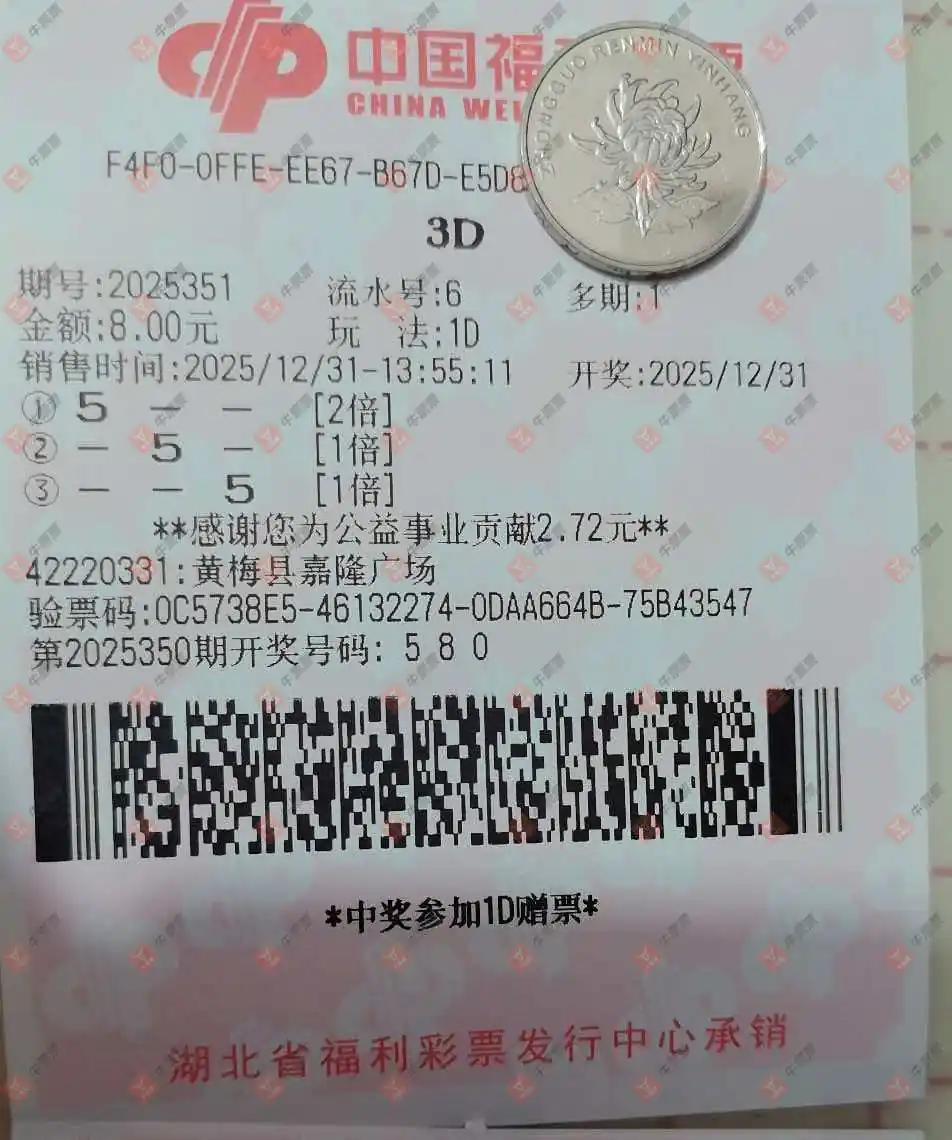 中国福
CHINA WEL
ZHONGGUO RENMIN YINHANG
F4F0-0FFE-EE67-B67D-E5D8
3D
期号:2025351 流水号:6 多期:1
金额:8.00元 玩 法:1D
销售时间:2025/12/31-13:55:11 开奖:2025/12/31
① 5 - - [2倍]
② - 5 - [1倍]
③ - - 5 [1倍]
**感谢您为公益事业贡献2.72元**
42220331:黄梅县嘉隆广场
验票码:0C5738E5-46132274-0DAA664B-75B43547
第2025350期开奖号码: 5 8 0
*中奖参加1D赠票*
湖北省福利彩票发行中心承销